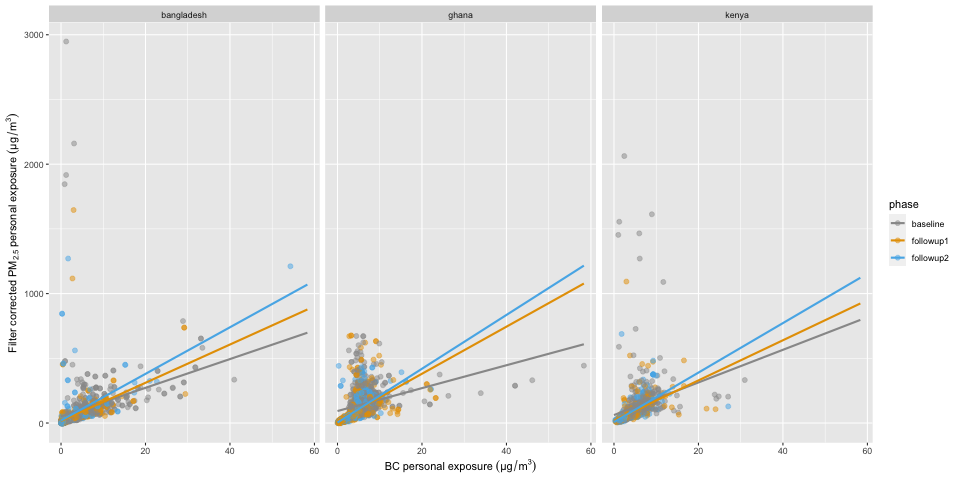 bangladesh
ghana
kenya
Filter corrected PM2.5 personal exposure (μg/m³)
3000
2000
1000
0
0
20
40
60
0
20
40
60
0
20
40
60
BC personal exposure (μg/m³)
phase
baseline
followup1
followup2